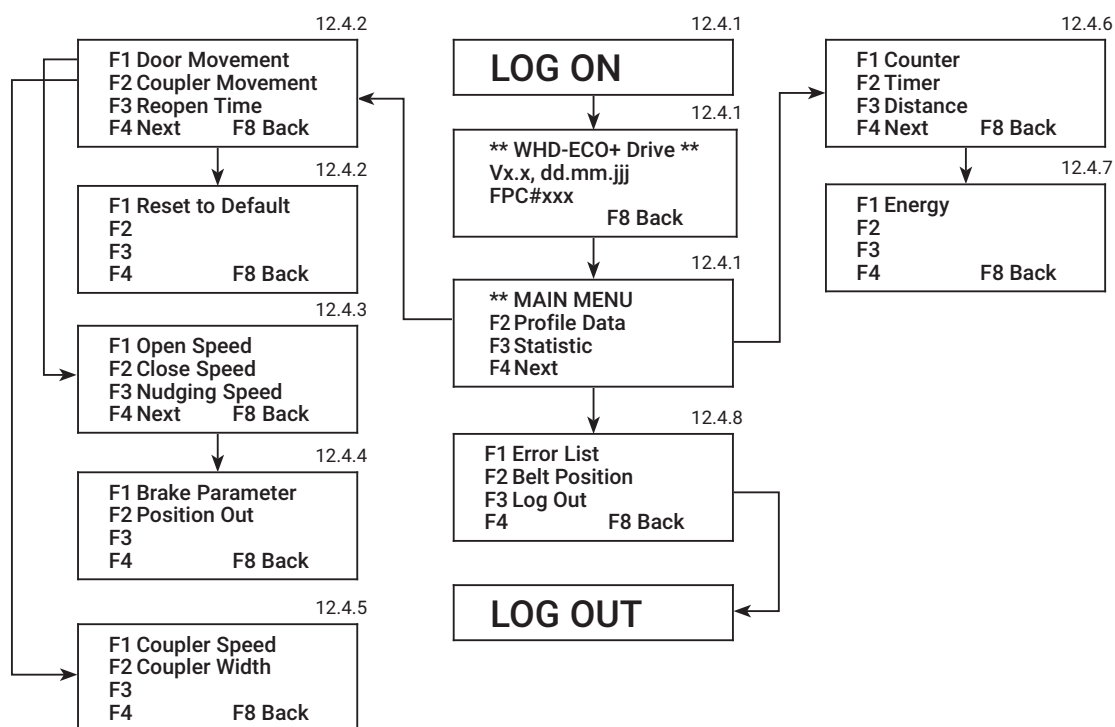 12.4.2
F1 Door Movement
F2 Coupler Movement
F3 Reopen Time
F4 Next F8 Back
12.4.2
F1 Reset to Default
F2
F3
F4 F8 Back
12.4.3
F1 Open Speed
F2 Close Speed
F3 Nudging Speed
F4 Next F8 Back
12.4.4
F1 Brake Parameter
F2 Position Out
F3
F4 F8 Back
12.4.5
F1 Coupler Speed
F2 Coupler Width
F3
F4 F8 Back
12.4.1
LOG ON
12.4.1
** WHD-ECO+ Drive **
Vx.x, dd.mm.jjj
FPC#xxx
F8 Back
12.4.1
** MAIN MENU
F2 Profile Data
F3 Statistic
F4 Next
12.4.8
F1 Error List
F2 Belt Position
F3 Log Out
F4 F8 Back
LOG OUT
12.4.6
F1 Counter
F2 Timer
F3 Distance
F4 Next F8 Back
12.4.7
F1 Energy
F2
F3
F4 F8 Back